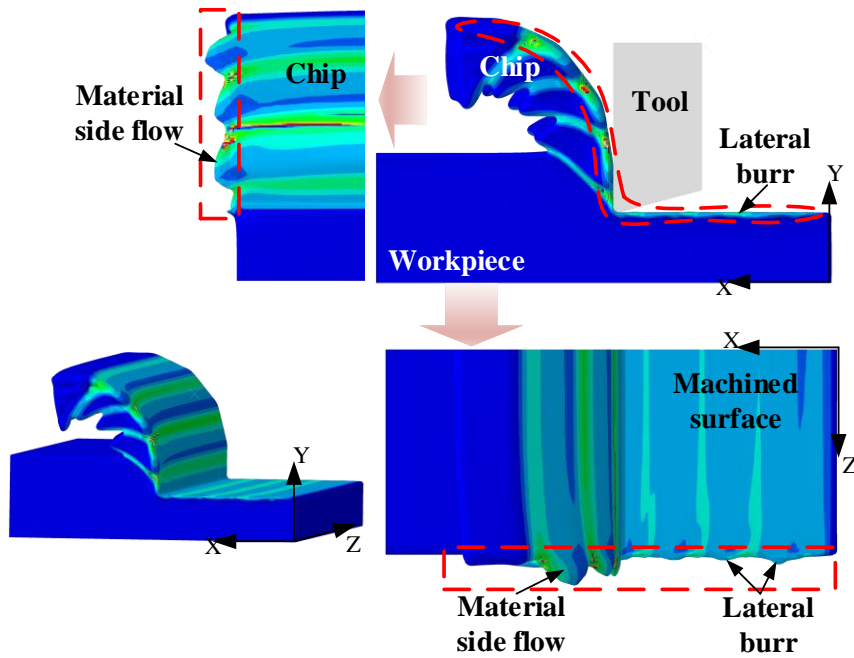 Chip
Material
side flow
Chip
Tool
Lateral
burr
Y
Workpiece
X
Y
X
Z
X
Machined
surface
Z
Material
side flow
Lateral
burr